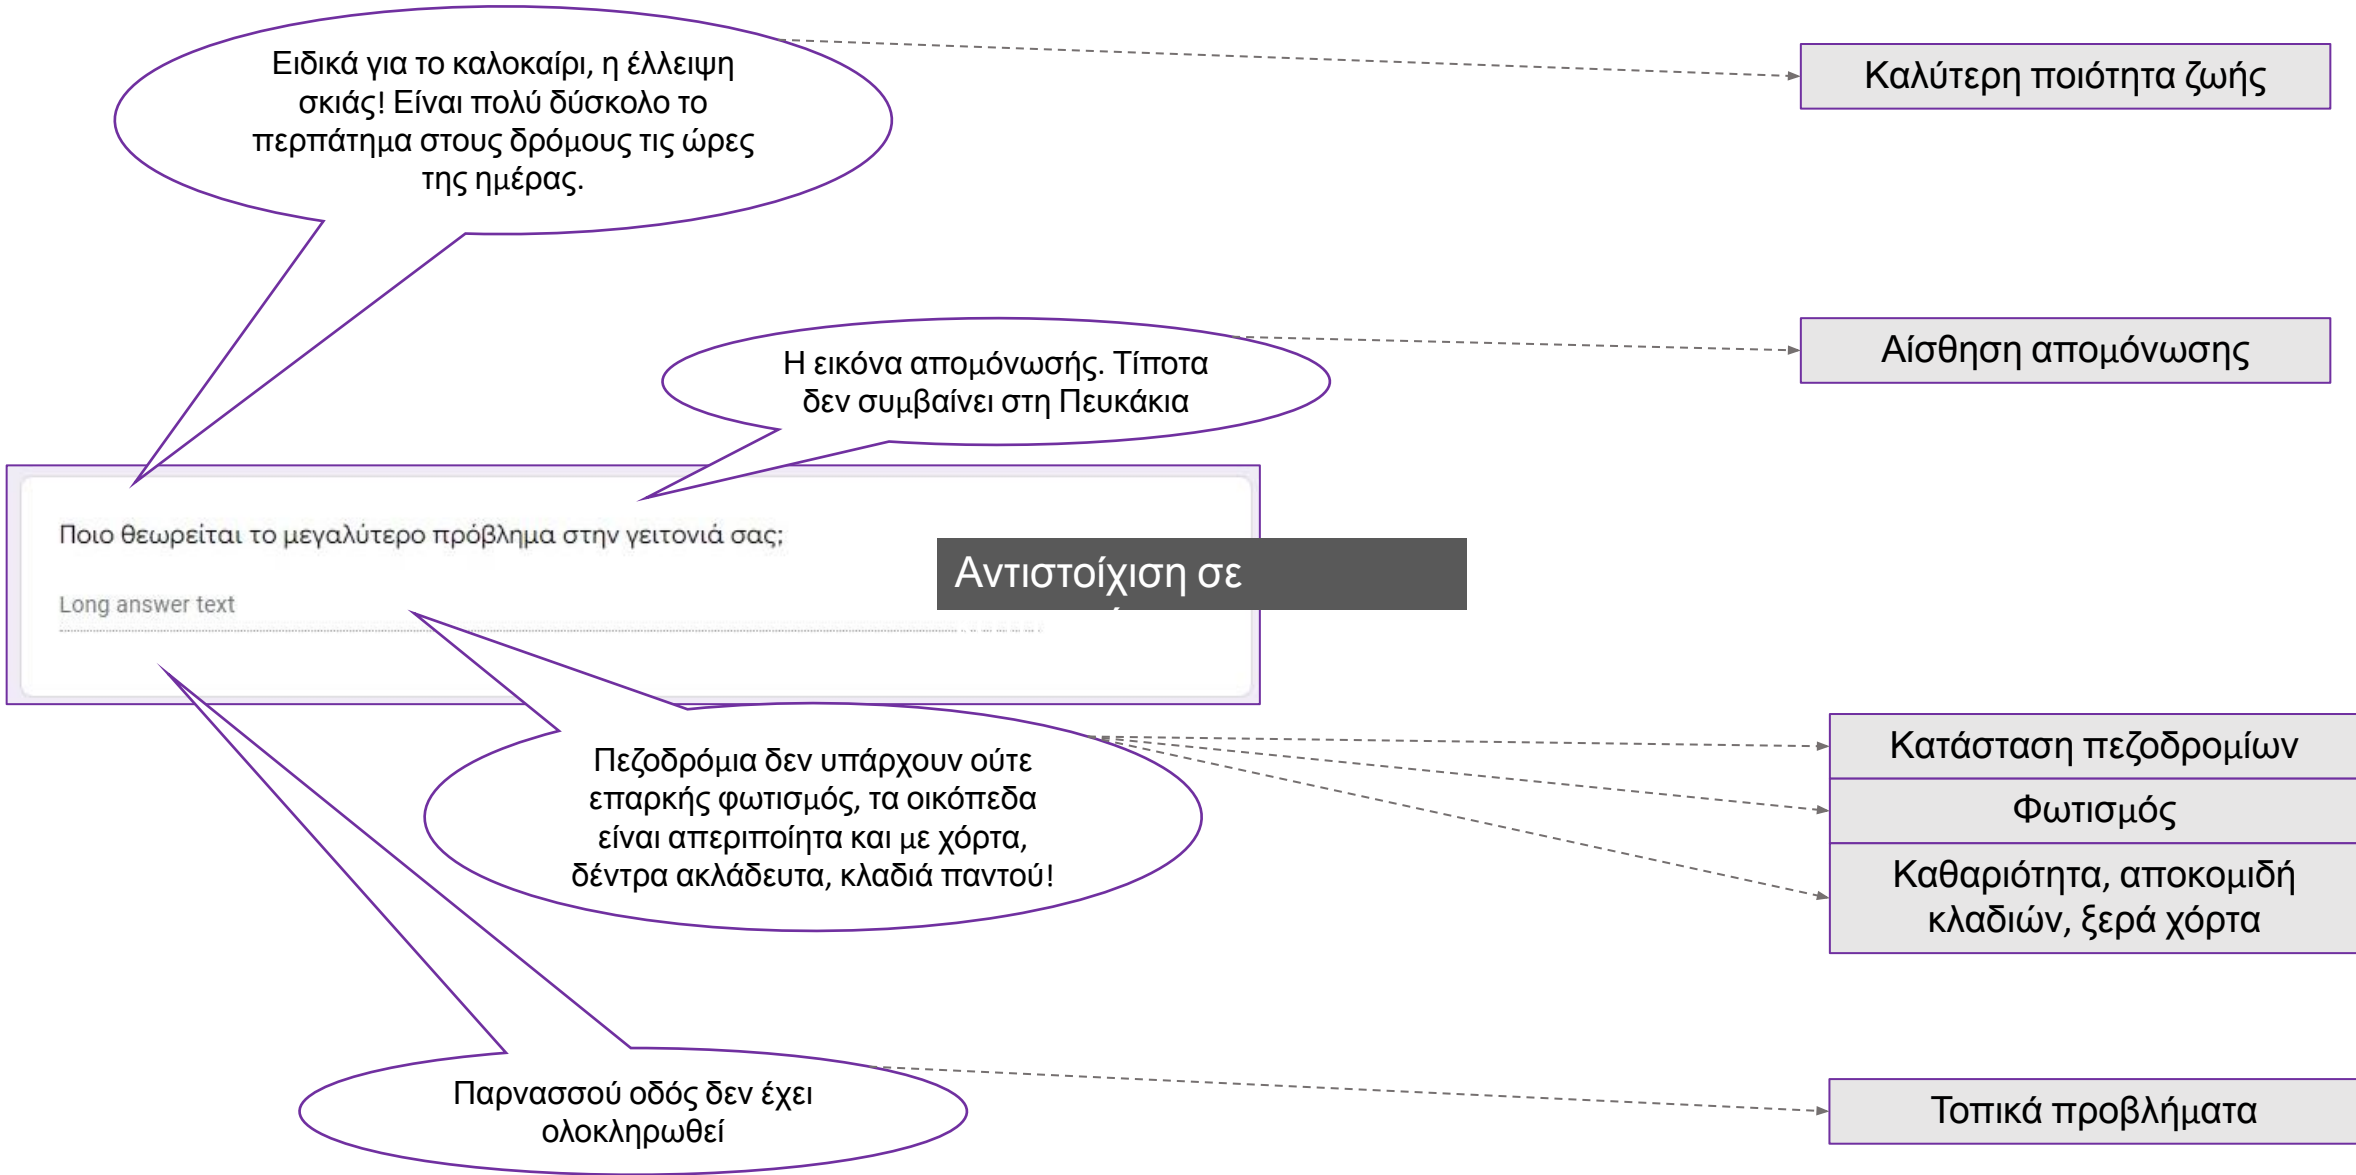 Ειδικά για το καλοκαίρι, η έλλειψη
σκιάς! Είναι πολύ δύσκολο το
περπάτημα στους δρόμους τις ώρες
της ημέρας.
Καλύτερη ποιότητα ζωής
Η εικόνα απομόνωσής. Τίποτα
δεν συμβαίνει στη Πευκάκια
Αίσθηση απομόνωσης
Ποιο θεωρείται το μεγαλύτερο πρόβλημα στην γειτονιά σας;
Long answer text
Αντιστοίχιση σε
Πεζοδρόμια δεν υπάρχουν ούτε
επαρκής φωτισμός, τα οικόπεδα
είναι απεριποίητα και με χόρτα,
δέντρα ακλάδευτα, κλαδιά παντού!
Κατάσταση πεζοδρομίων
Φωτισμός
Καθαριότητα, αποκομιδή
κλαδιών, ξερά χόρτα
Παρνασσού οδός δεν έχει
ολοκληρωθεί
Τοπικά προβλήματα